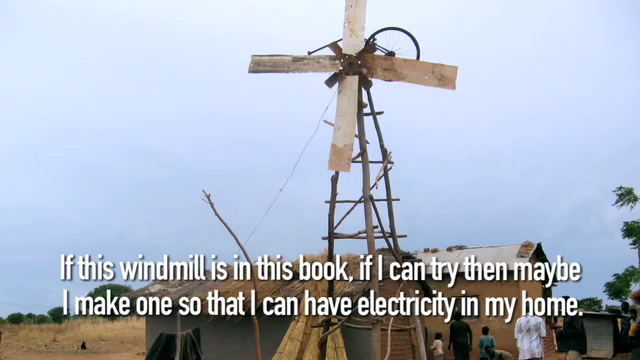 If this windmill is in this book, if I can try then maybe
I make one so that I can have electricity in my home.